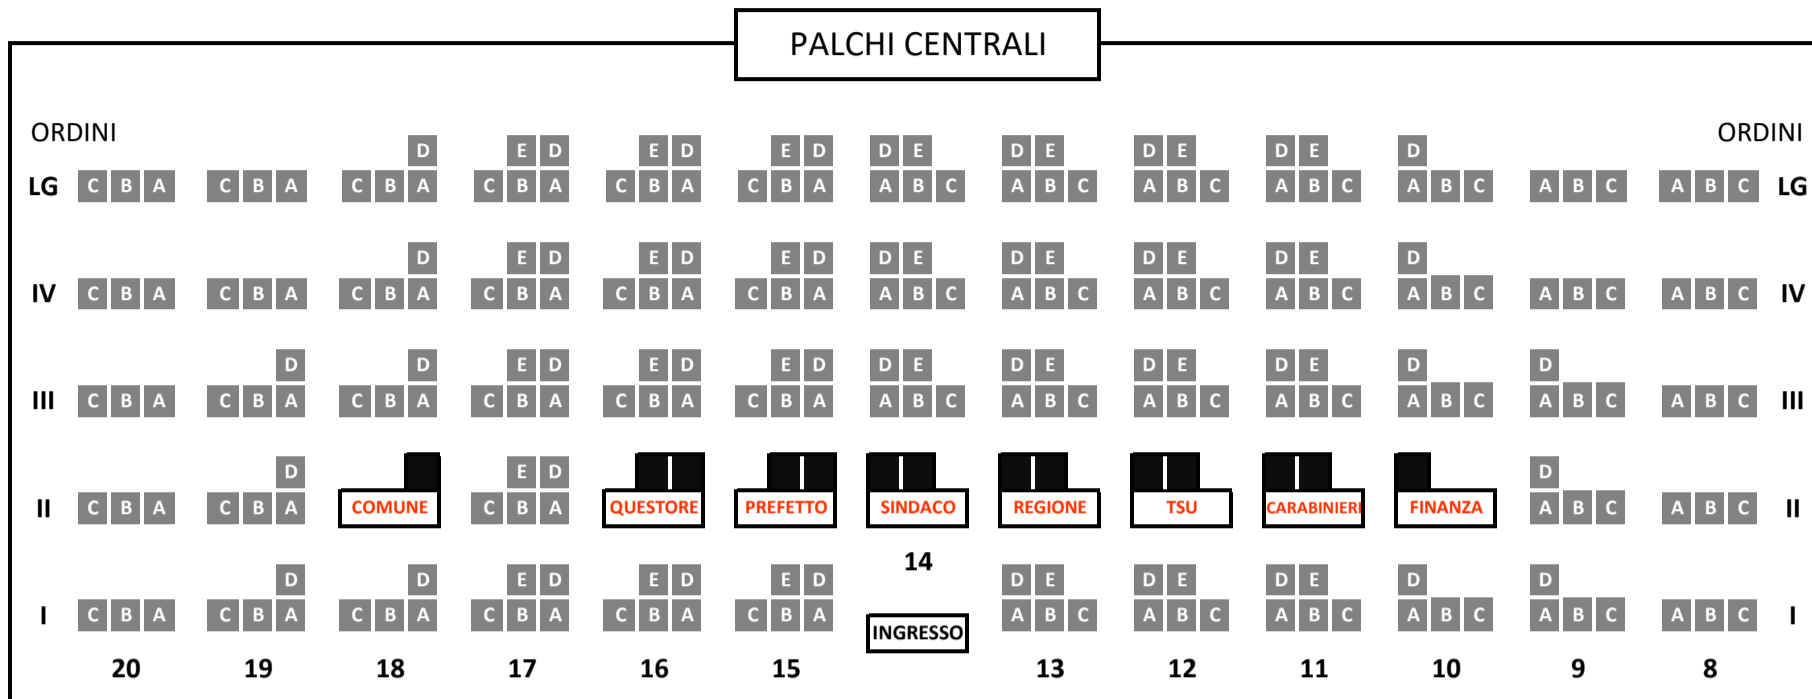 PALCHI CENTRALI
ORDINI ORDINI
D E D E D E D D E D E D E D E D
LG C B A C B A C B A C B A C B A C B A A B C A B C A B C A B C A B C A B C A B C LG
D E D E D E D D E D E D E D E D
IV C B A C B A C B A C B A C B A C B A A B C A B C A B C A B C A B C A B C A B C IV
D D E D E D E D D E D E D E D E D D
III C B A C B A C B A C B A C B A C B A A B C A B C A B C A B C A B C A B C A B C III
D E D D
II C B A C B A COMUNE C B A QUESTORE PREFETTO SINDACO REGIONE TSU CARABINIERI FINANZA A B C A B C II
14
D D E D E D E D D E D E D E D D
I C B A C B A C B A C B A C B A C B A INGRESSO A B C A B C A B C A B C A B C A B C I
20 19 18 17 16 15 13 12 11 10 9 8